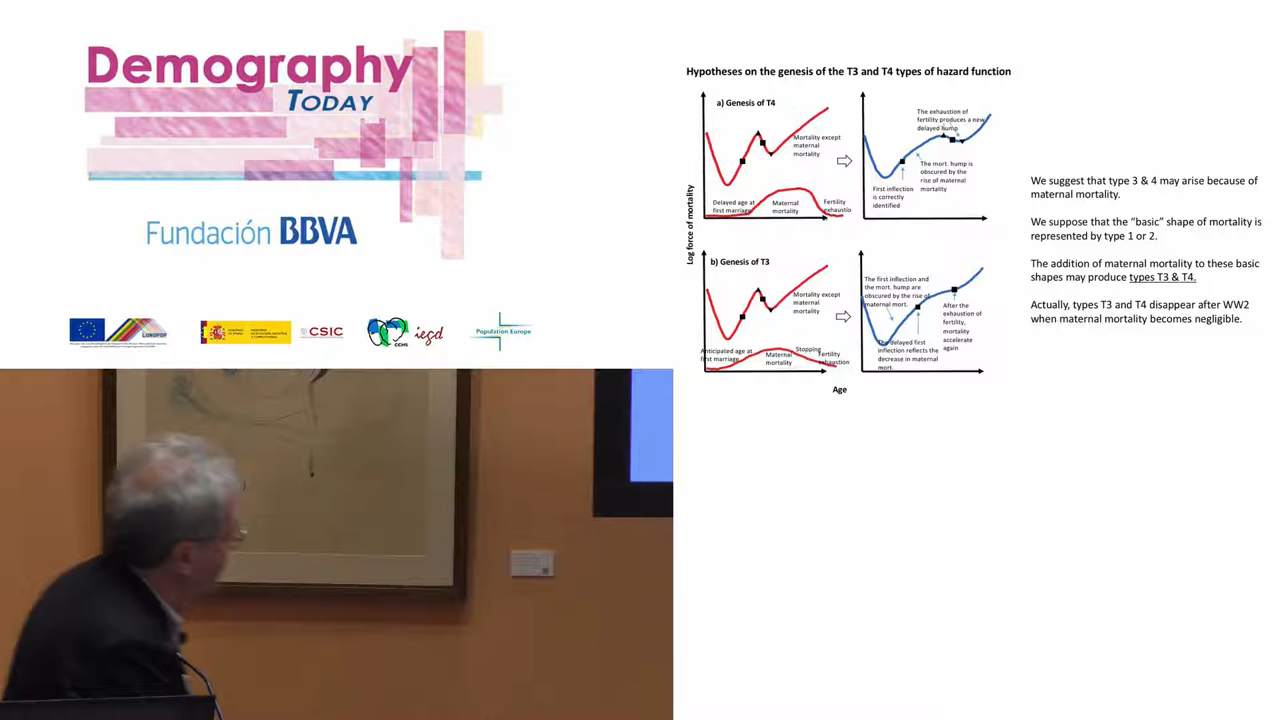 Demography
TODAY
Fundación BBVA
LONGPOP
CSIC
CCHS
iegd
Population Europe
Hypotheses on the genesis of the T3 and T4 types of hazard function
Log force of mortality
a) Genesis of T4
Mortality except
maternal
mortality
Delayed age at
first marriage
Maternal
mortality
Fertility
exhaustio
The exhaustion of
fertility produces a new
delayed hump
The mort. hump is
obscured by the
rise of maternal
mortality
First inflection
is correctly
identified
b) Genesis of T3
Mortality except
maternal
mortality
Anticipated age at
first marriage
Maternal
mortality
Stopping
Fertility
exhaustion
The first inflection and
the mort. hump are
obscured by the rise of
maternal mort.
After the
exhaustion of
fertility,
mortality
accelerate
again
The delayed first
inflection reflects the
decrease in maternal
mort.
Age
We suggest that type 3 & 4 may arise because of
maternal mortality.
We suppose that the “basic” shape of mortality is
represented by type 1 or 2.
The addition of maternal mortality to these basic
shapes may produce types T3 & T4.
Actually, types T3 and T4 disappear after WW2
when maternal mortality becomes negligible.